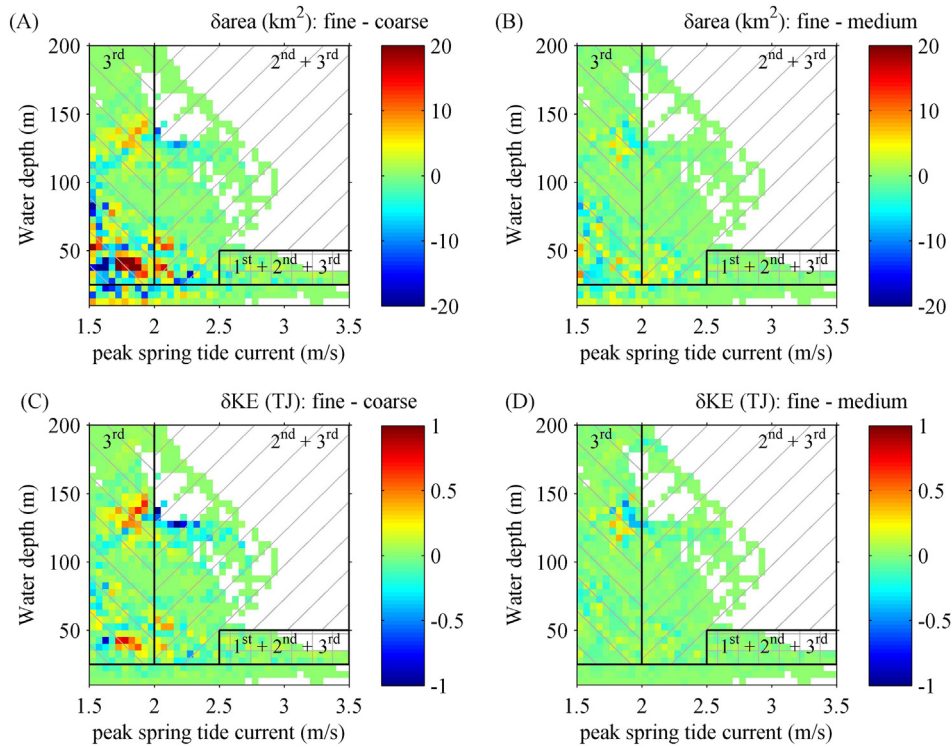 (A) δarea (km²): fine - coarse
200
150
100
50
Water depth (m)
3ʳᵈ
2ⁿᵈ + 3ʳᵈ
1ˢᵗ + 2ⁿᵈ + 3ʳᵈ
1.5 2 2.5 3 3.5
peak spring tide current (m/s)
20
10
0
-10
-20
(B) δarea (km²): fine - medium
200
150
100
50
Water depth (m)
3ʳᵈ
2ⁿᵈ + 3ʳᵈ
1ˢᵗ + 2ⁿᵈ + 3ʳᵈ
1.5 2 2.5 3 3.5
peak spring tide current (m/s)
20
10
0
-10
-20
(C) δKE (TJ): fine - coarse
200
150
100
50
Water depth (m)
3ʳᵈ
2ⁿᵈ + 3ʳᵈ
1ˢᵗ + 2ⁿᵈ + 3ʳᵈ
1.5 2 2.5 3 3.5
peak spring tide current (m/s)
1
0.5
0
-0.5
-1
(D) δKE (TJ): fine - medium
200
150
100
50
Water depth (m)
3ʳᵈ
2ⁿᵈ + 3ʳᵈ
1ˢᵗ + 2ⁿᵈ + 3ʳᵈ
1.5 2 2.5 3 3.5
peak spring tide current (m/s)
1
0.5
0
-0.5
-1